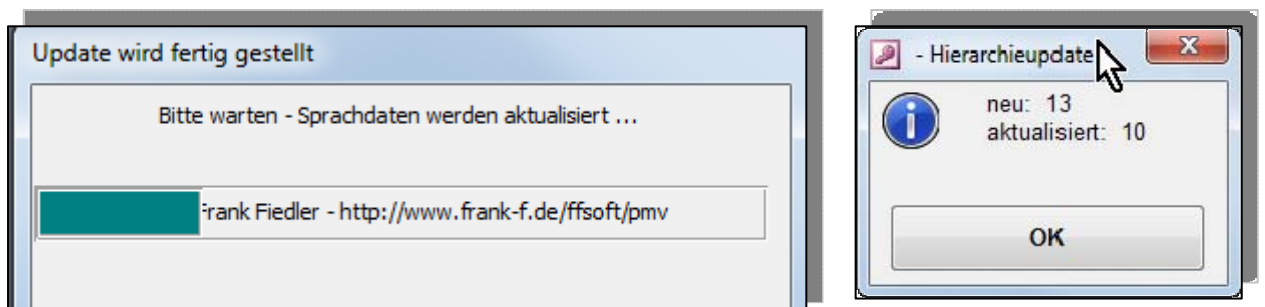 Update wird fertig gestellt
Bitte warten - Sprachdaten werden aktualisiert ...
Frank Fiedler - http://www.frank-f.de/ffsoft/pmv
- Hierarchieupdate
neu: 13
aktualisiert: 10
OK